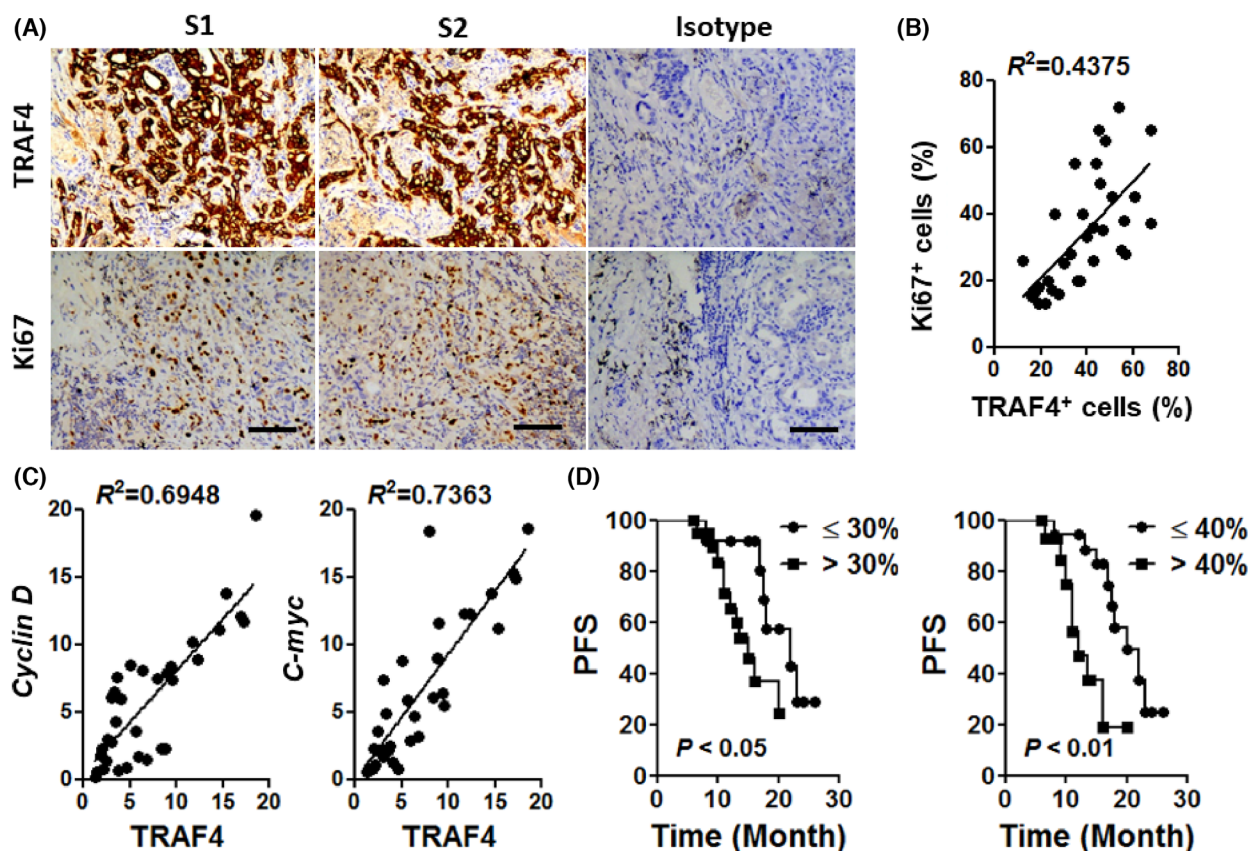 (A)
S1
S2
Isotype
TRAF4
Ki67
(B)
R²=0.4375
80
60
40
20
0
0 20 40 60 80
Ki67⁺ cells (%)
TRAF4⁺ cells (%)
(C)
R²=0.6948
20
15
10
5
0
0 5 10 15 20
Cyclin D
TRAF4
R²=0.7363
20
15
10
5
0
0 5 10 15 20
C-myc
TRAF4
(D)
100
80
60
40
20
0
0 10 20 30
PFS
≤ 30%
> 30%
P < 0.05
Time (Month)
100
80
60
40
20
0
0 10 20 30
PFS
≤ 40%
> 40%
P < 0.01
Time (Month)